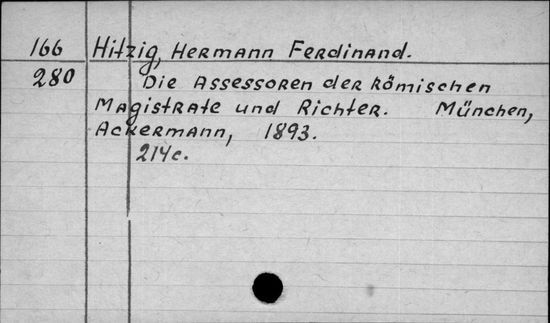 166 Hitzig, Hermann Ferdinand.
280 Die Assessoren der Römischen
Magistrate und Richter. München,
Ackermann, 1893.
214c.